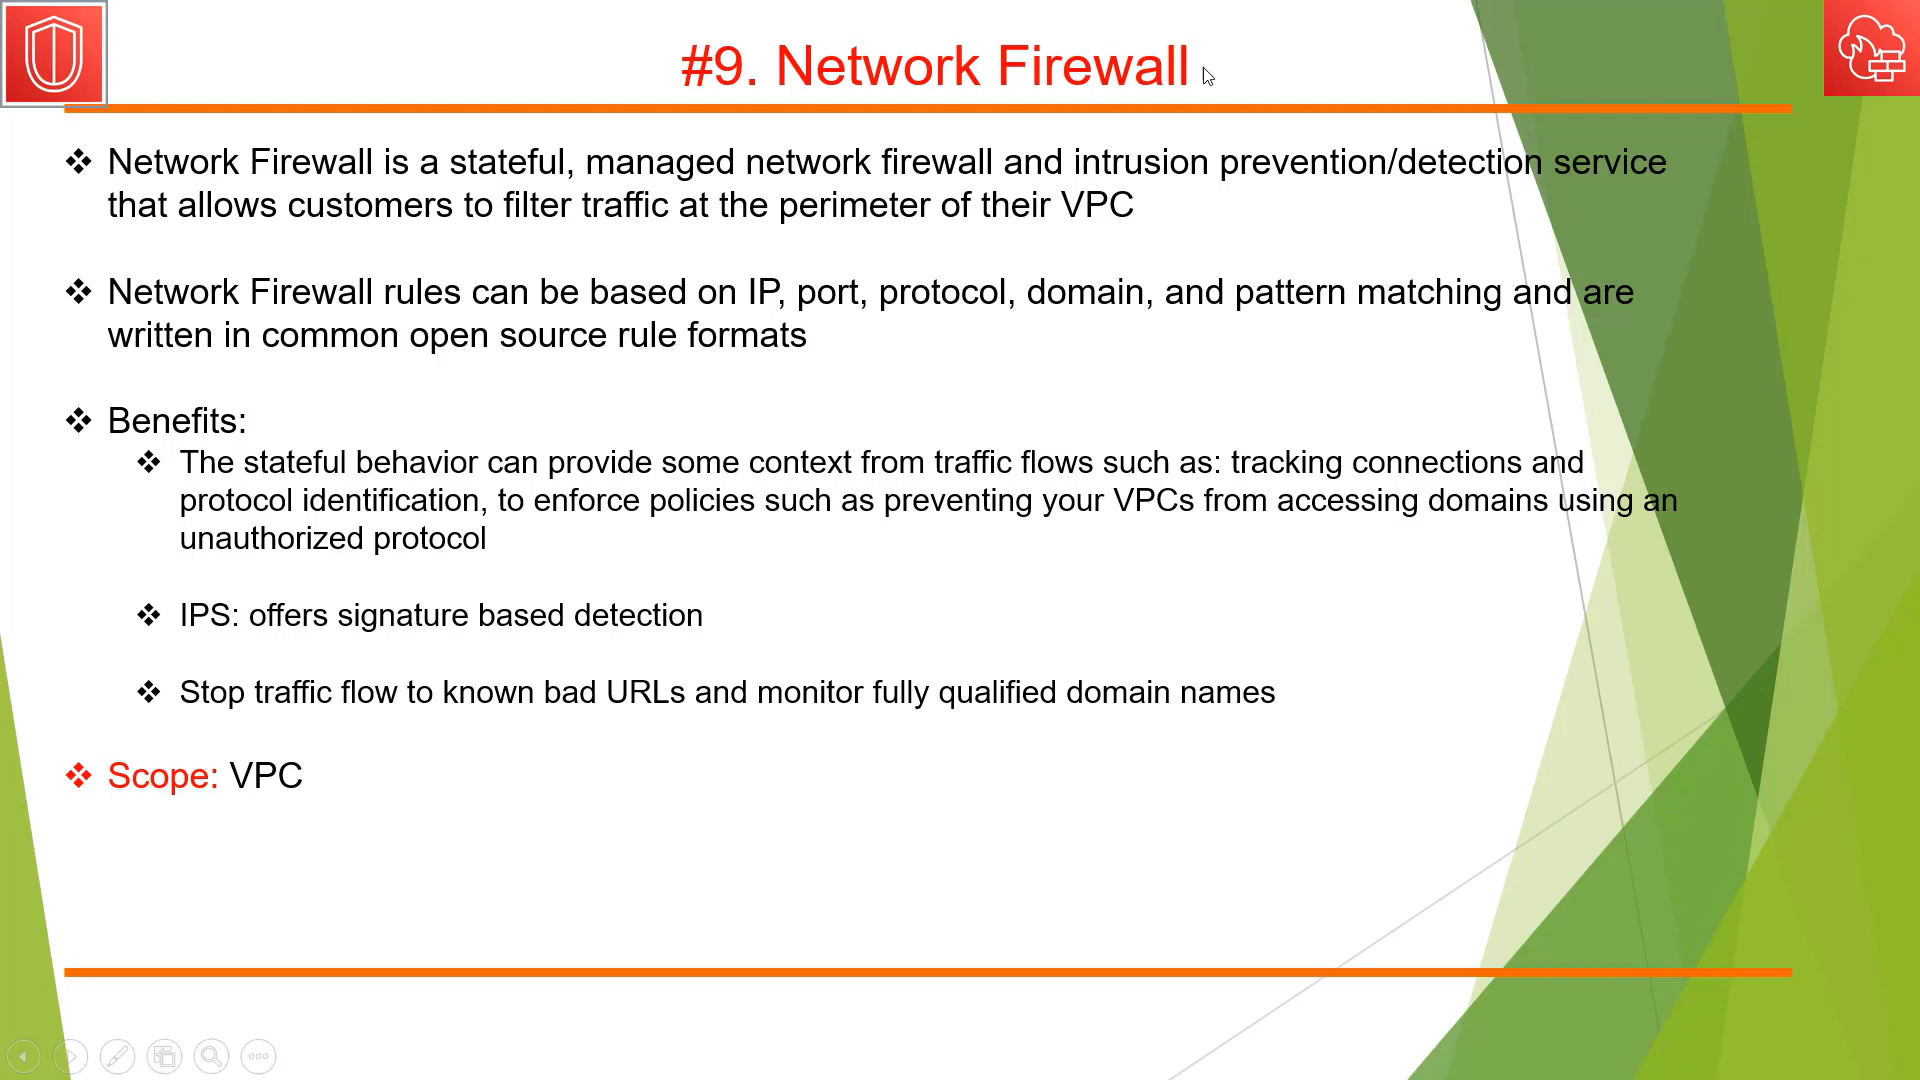 #9. Network Firewall
Network Firewall is a stateful, managed network firewall and intrusion prevention/detection service
that allows customers to filter traffic at the perimeter of their VPC
Network Firewall rules can be based on IP, port, protocol, domain, and pattern matching and are
written in common open source rule formats
Benefits:
The stateful behavior can provide some context from traffic flows such as: tracking connections and
protocol identification, to enforce policies such as preventing your VPCs from accessing domains using an
unauthorized protocol
IPS: offers signature based detection
Stop traffic flow to known bad URLs and monitor fully qualified domain names
Scope: VPC